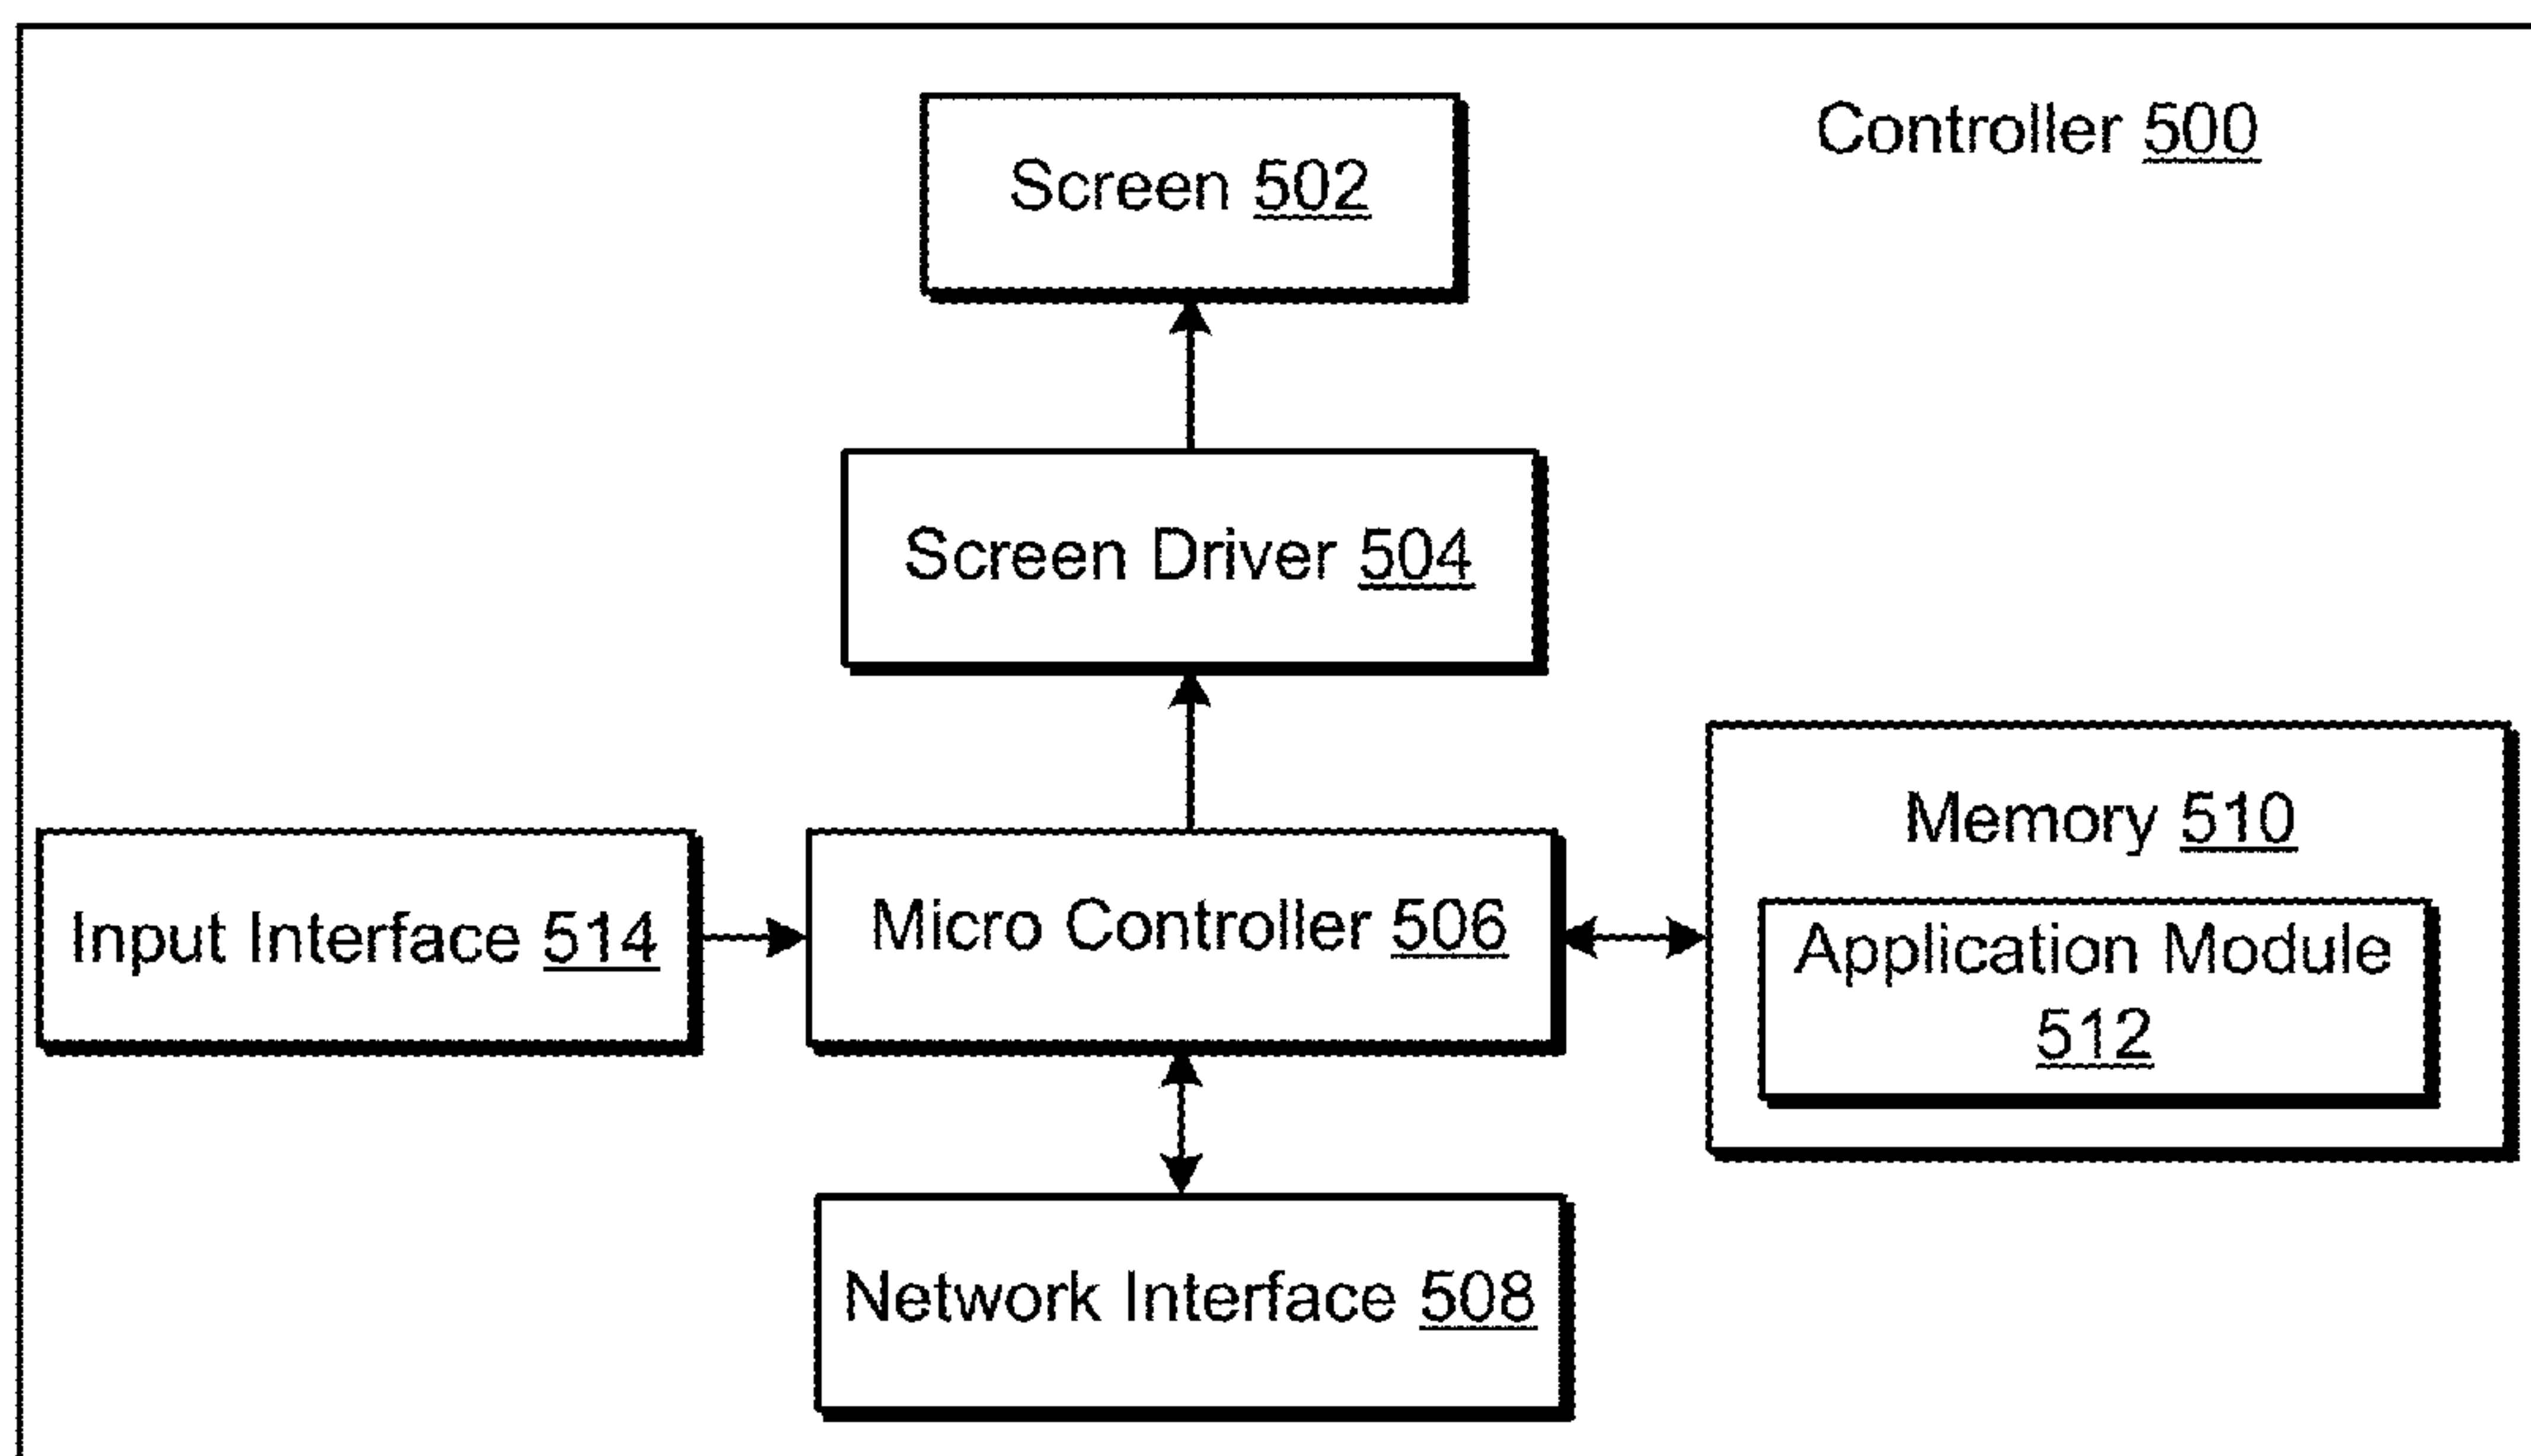 Controller 500
Screen 502
Screen Driver 504
Memory 510
Input Interface 514
Micro Controller 506
Application Module
512
Network Interface 508